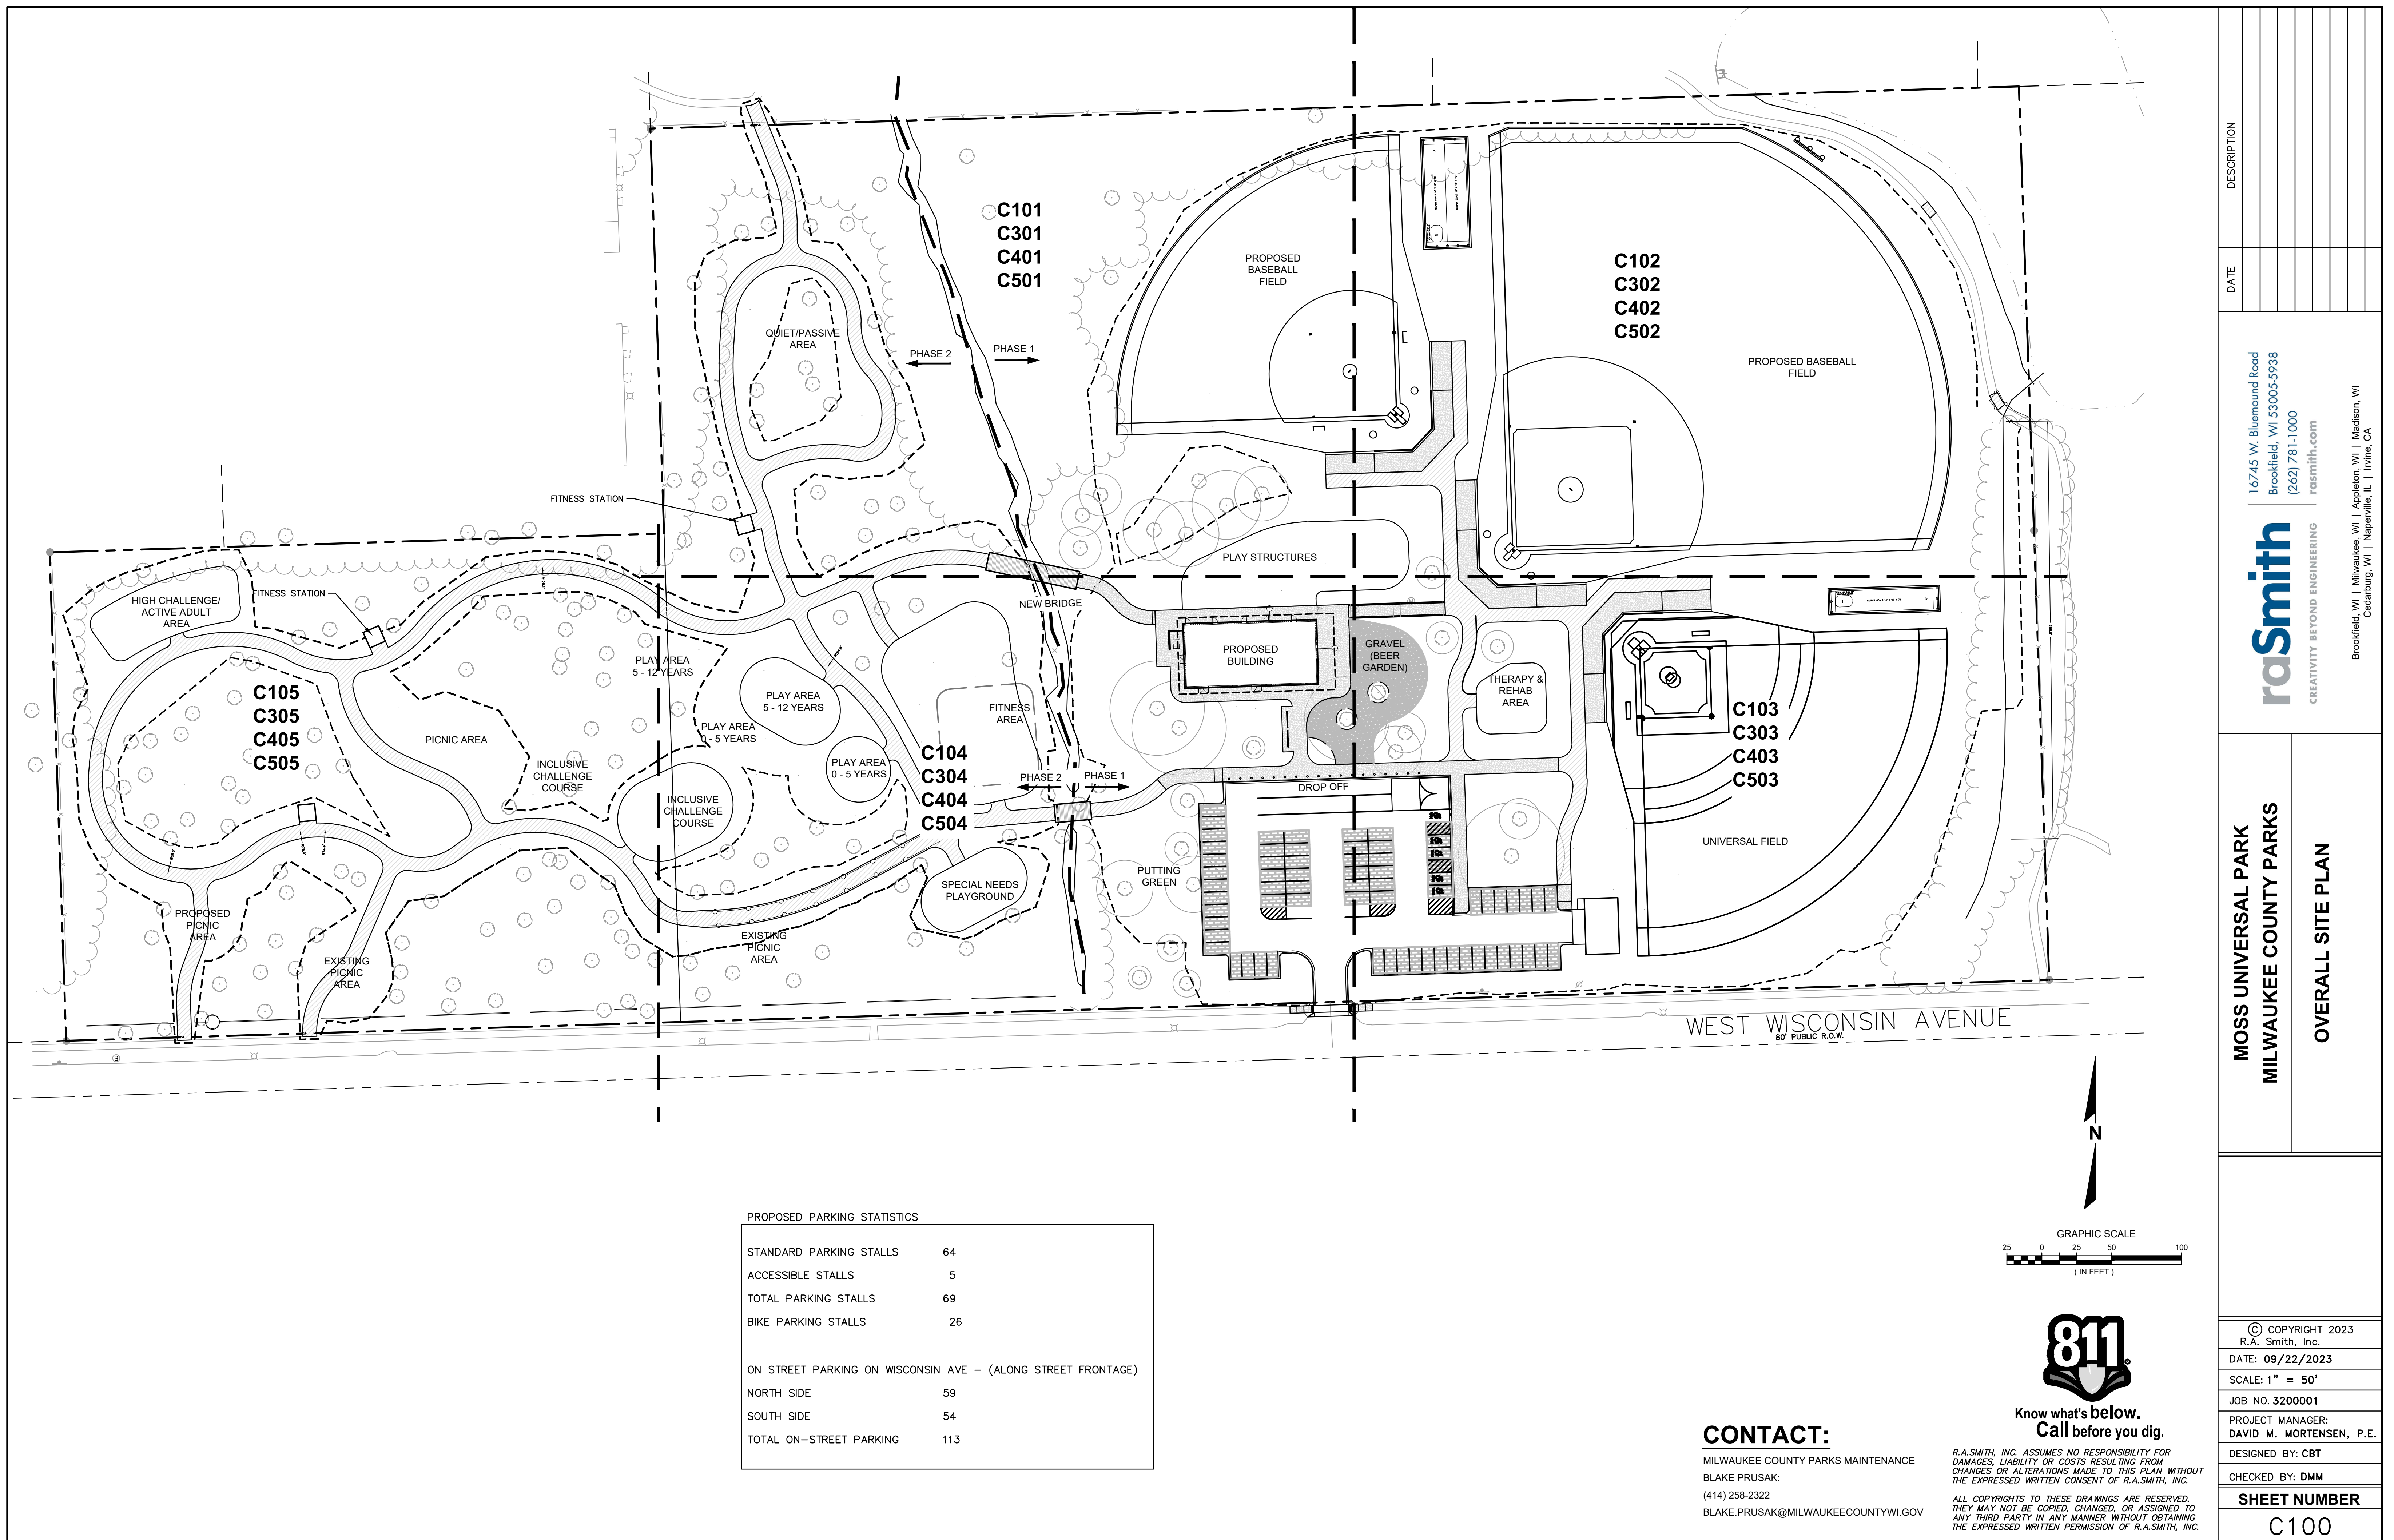 C101
C301
C401
C501
PROPOSED
BASEBALL
FIELD
C102
C302
C402
C502
PROPOSED BASEBALL
FIELD
QUIET/PASSIVE
AREA
PHASE 2
PHASE 1
FITNESS STATION
PLAY STRUCTURES
HIGH CHALLENGE/
ACTIVE ADULT
AREA
FITNESS STATION
NEW BRIDGE
PROPOSED
BUILDING
GRAVEL
(BEER
GARDEN)
THERAPY &
REHAB
AREA
PLAY AREA
5 - 12 YEARS
PLAY AREA
5 - 12 YEARS
FITNESS
AREA
PLAY AREA
0 - 5 YEARS
PLAY AREA
0 - 5 YEARS
C105
C305
C405
C505
PICNIC AREA
INCLUSIVE
CHALLENGE
COURSE
INCLUSIVE
CHALLENGE
COURSE
C104
C304
C404
C504
PHASE 2
PHASE 1
DROP OFF
C103
C303
C403
C503
UNIVERSAL FIELD
SPECIAL NEEDS
PLAYGROUND
PUTTING
GREEN
PROPOSED
PICNIC
AREA
EXISTING
PICNIC
AREA
EXISTING
PICNIC
AREA
B
WEST WISCONSIN AVENUE
80' PUBLIC R.O.W.
N
GRAPHIC SCALE
25 0 25 50 100
( IN FEET )
PROPOSED PARKING STATISTICS
STANDARD PARKING STALLS 64
ACCESSIBLE STALLS 5
TOTAL PARKING STALLS 69
BIKE PARKING STALLS 26
ON STREET PARKING ON WISCONSIN AVE - (ALONG STREET FRONTAGE)
NORTH SIDE 59
SOUTH SIDE 54
TOTAL ON-STREET PARKING 113
CONTACT:
MILWAUKEE COUNTY PARKS MAINTENANCE
BLAKE PRUSAK:
(414) 258-2322
BLAKE.PRUSAK@MILWAUKEECOUNTYWI.GOV
811
Know what's below.
Call before you dig.
R.A.SMITH, INC. ASSUMES NO RESPONSIBILITY FOR
DAMAGES, LIABILITY OR COSTS RESULTING FROM
CHANGES OR ALTERATIONS MADE TO THIS PLAN WITHOUT
THE EXPRESSED WRITTEN CONSENT OF R.A.SMITH, INC.
ALL COPYRIGHTS TO THESE DRAWINGS ARE RESERVED.
THEY MAY NOT BE COPIED, CHANGED, OR ASSIGNED TO
ANY THIRD PARTY IN ANY MANNER WITHOUT OBTAINING
THE EXPRESSED WRITTEN PERMISSION OF R.A.SMITH, INC.
DATE
DESCRIPTION
raSmith
CREATIVITY BEYOND ENGINEERING
16745 W. Bluemound Road
Brookfield, WI 53005-5938
(262) 781-1000
rasmith.com
Brookfield, WI | Milwaukee, WI | Appleton, WI | Madison, WI
Cedarburg, WI | Naperville, IL | Irvine, CA
MOSS UNIVERSAL PARK
MILWAUKEE COUNTY PARKS
OVERALL SITE PLAN
© COPYRIGHT 2023
R.A. Smith, Inc.
DATE: 09/22/2023
SCALE: 1" = 50'
JOB NO. 3200001
PROJECT MANAGER:
DAVID M. MORTENSEN, P.E.
DESIGNED BY: CBT
CHECKED BY: DMM
SHEET NUMBER
C100